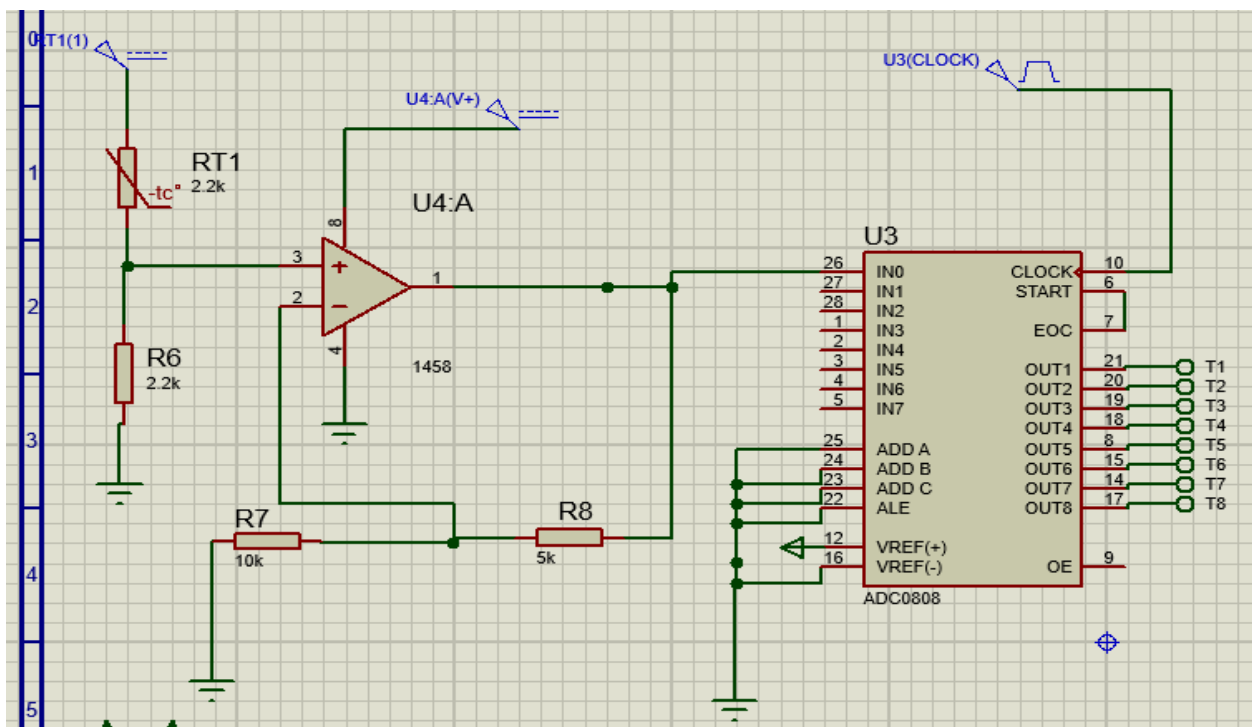 0
RT1(1)
U3(CLOCK)
U4:A(V+)
1
RT1
2.2k
-tc°
U4:A
8
3
+
1
2
−
4
1458
2
R6
2.2k
3
R7
10k
R8
5k
4
5
U3
26 IN0 CLOCK 10
27 IN1 START 6
28 IN2
1 IN3 EOC 7
2 IN4
3 IN5 OUT1 21 T1
4 IN6 OUT2 20 T2
5 IN7 OUT3 19 T3
OUT4 18 T4
25 ADD A OUT5 8 T5
24 ADD B OUT6 15 T6
23 ADD C OUT7 14 T7
22 ALE OUT8 17 T8
12 VREF(+)
16 VREF(-) OE 9
ADC0808